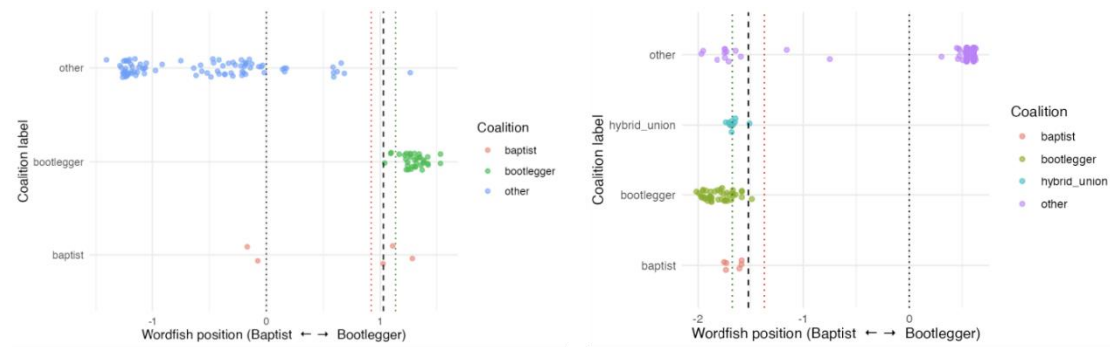 other
bootlegger
baptist
Coalition label
-1
0
1
Wordfish position (Baptist ← → Bootlegger)
Coalition
baptist
bootlegger
other
other
hybrid_union
bootlegger
baptist
Coalition label
-2
-1
0
Wordfish position (Baptist ← → Bootlegger)
Coalition
baptist
bootlegger
hybrid_union
other